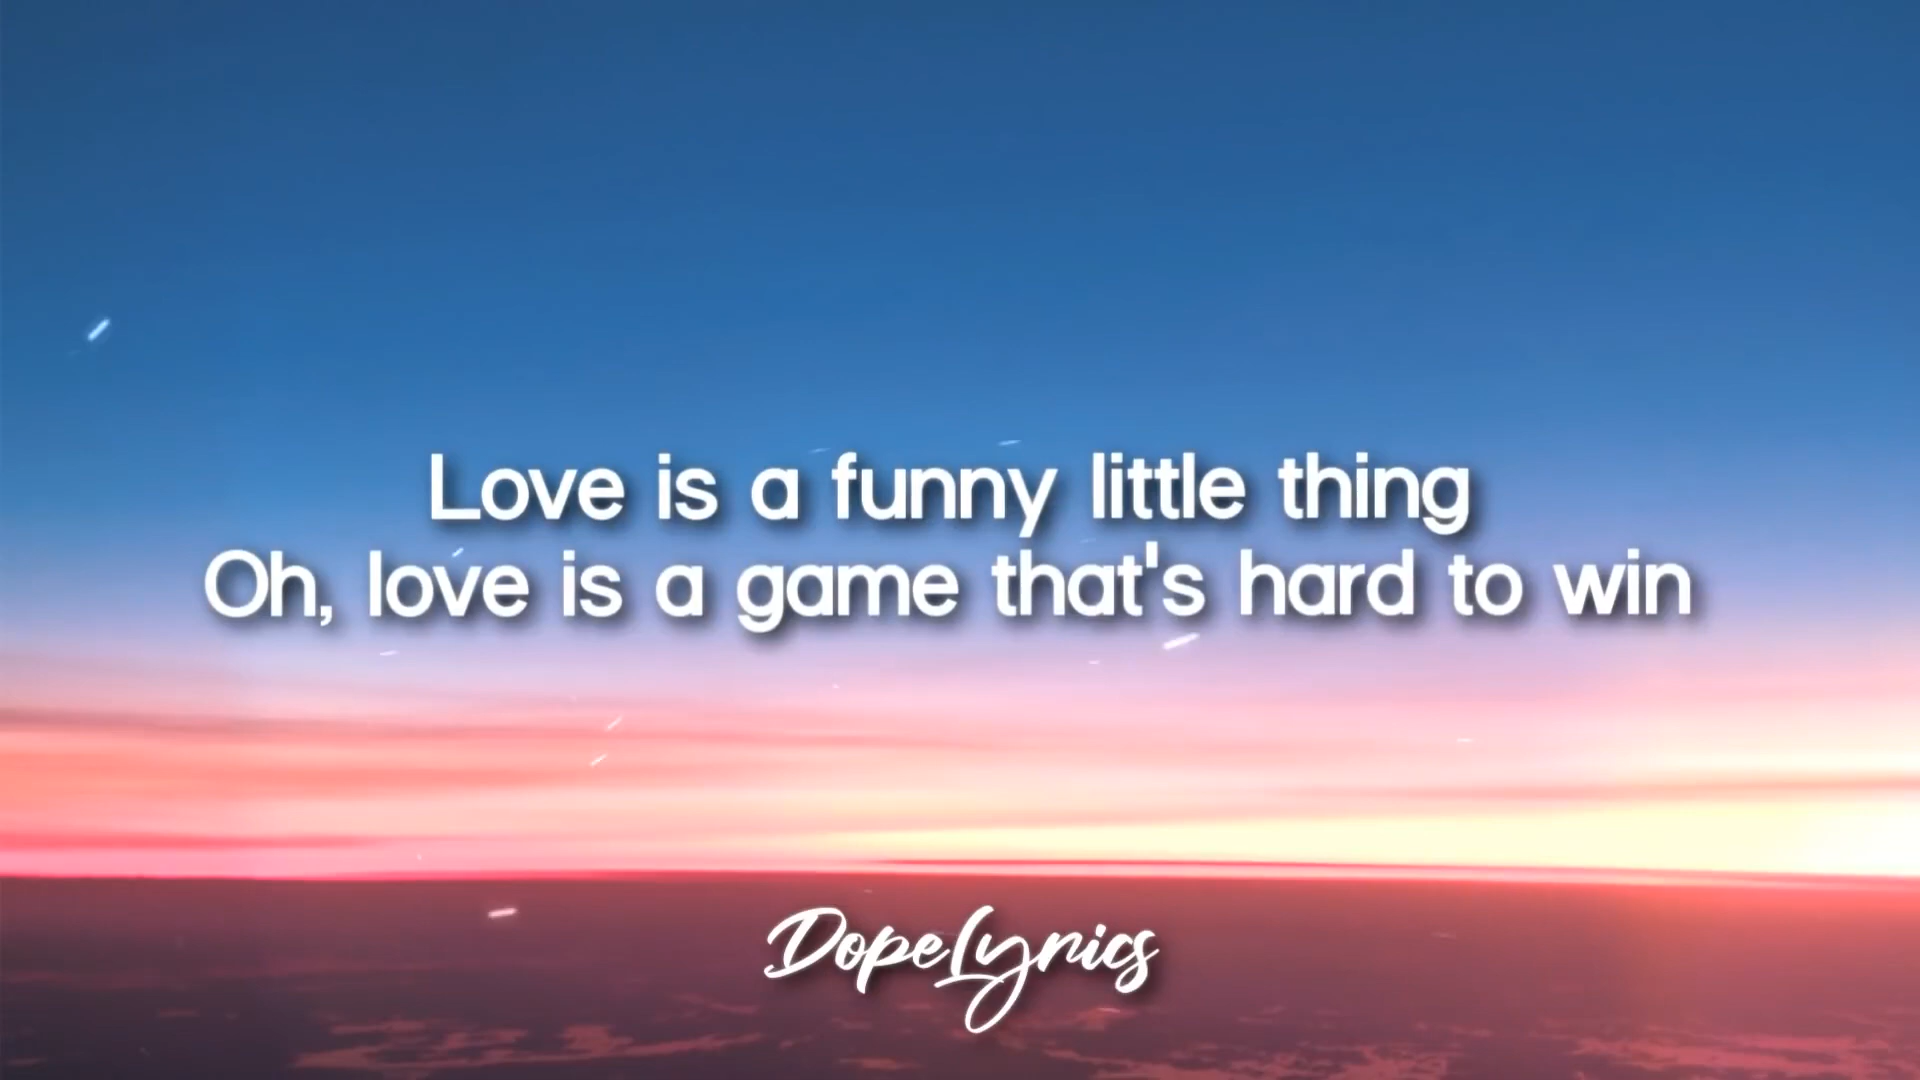 Love is a funny little thing
Oh, love is a game that's hard to win
DopeLyrics